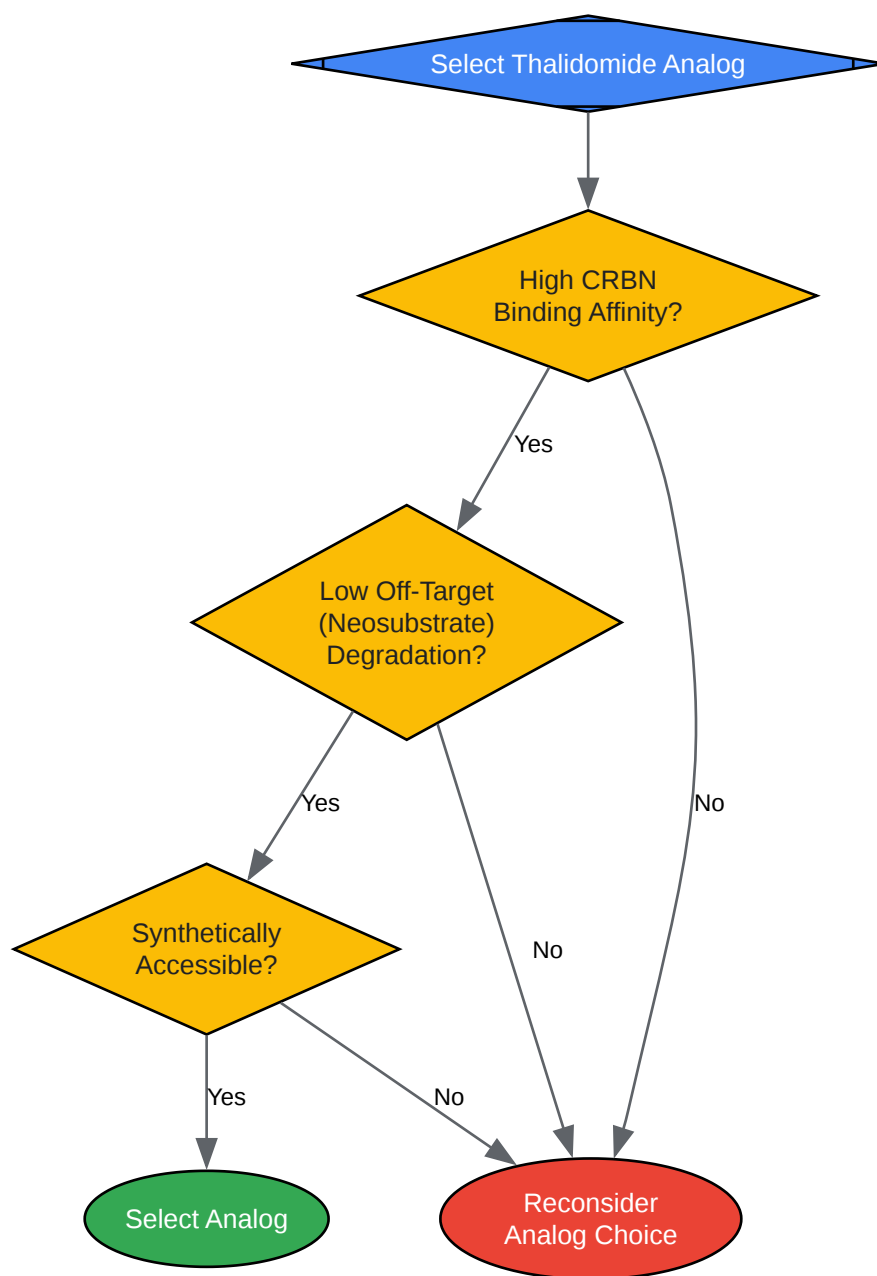 Select Thalidomide Analog
High CRBN
Binding Affinity?
Yes
Low Off-Target
(Neosubstrate)
Degradation?
Yes
No
Synthetically
Accessible?
No
Yes
No
Select Analog
Reconsider
Analog Choice